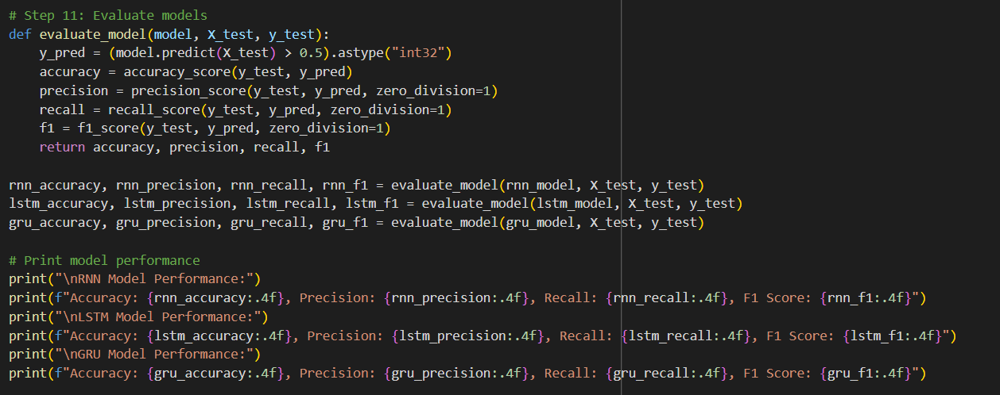 # Step 11: Evaluate models
def evaluate_model(model, X_test, y_test):
    y_pred = (model.predict(X_test) > 0.5).astype("int32")
    accuracy = accuracy_score(y_test, y_pred)
    precision = precision_score(y_test, y_pred, zero_division=1)
    recall = recall_score(y_test, y_pred, zero_division=1)
    f1 = f1_score(y_test, y_pred, zero_division=1)
    return accuracy, precision, recall, f1

rnn_accuracy, rnn_precision, rnn_recall, rnn_f1 = evaluate_model(rnn_model, X_test, y_test)
lstm_accuracy, lstm_precision, lstm_recall, lstm_f1 = evaluate_model(lstm_model, X_test, y_test)
gru_accuracy, gru_precision, gru_recall, gru_f1 = evaluate_model(gru_model, X_test, y_test)

# Print model performance
print("\nRNN Model Performance:")
print(f"Accuracy: {rnn_accuracy:.4f}, Precision: {rnn_precision:.4f}, Recall: {rnn_recall:.4f}, F1 Score: {rnn_f1:.4f}")
print("\nLSTM Model Performance:")
print(f"Accuracy: {lstm_accuracy:.4f}, Precision: {lstm_precision:.4f}, Recall: {lstm_recall:.4f}, F1 Score: {lstm_f1:.4f}")
print("\nGRU Model Performance:")
print(f"Accuracy: {gru_accuracy:.4f}, Precision: {gru_precision:.4f}, Recall: {gru_recall:.4f}, F1 Score: {gru_f1:.4f}")